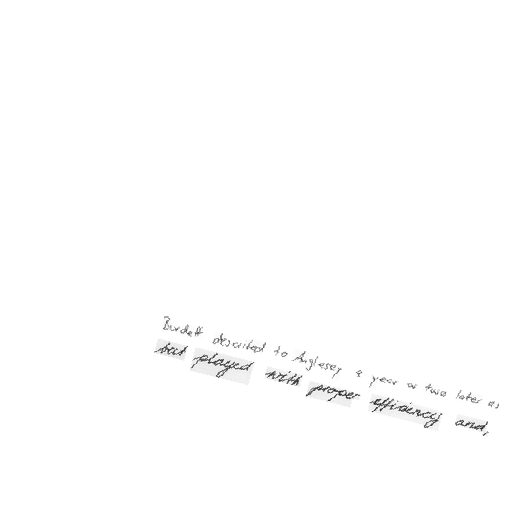 Burdett described to Anglesey a year or two later as
but played with proper efficiency and,